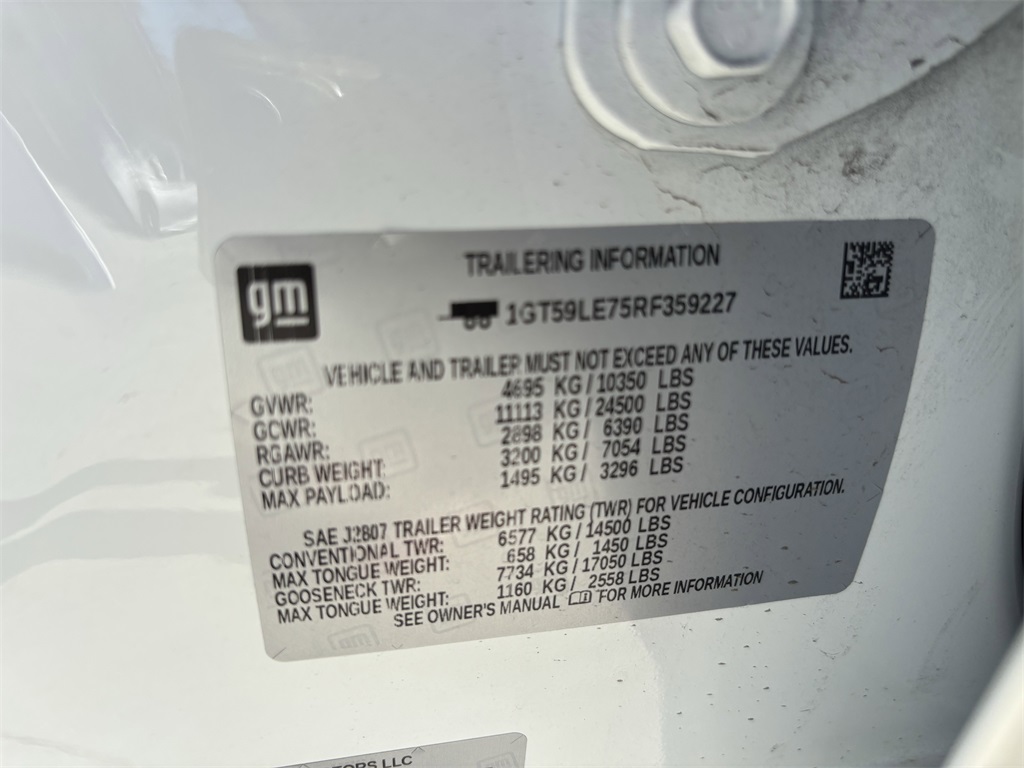 gm
TRAILERING INFORMATION
1GT59LE75RF359227
VEHICLE AND TRAILER MUST NOT EXCEED ANY OF THESE VALUES.
GVWR: 4695 KG / 10350 LBS
GCWR: 11113 KG / 24500 LBS
RGAWR: 2898 KG / 6390 LBS
CURB WEIGHT: 3200 KG / 7054 LBS
MAX PAYLOAD: 1495 KG / 3296 LBS
SAE J2807 TRAILER WEIGHT RATING (TWR) FOR VEHICLE CONFIGURATION.
CONVENTIONAL TWR: 6577 KG / 14500 LBS
MAX TONGUE WEIGHT: 658 KG / 1450 LBS
GOOSENECK TWR: 7734 KG / 17050 LBS
MAX TONGUE WEIGHT: 1160 KG / 2558 LBS
SEE OWNER'S MANUAL FOR MORE INFORMATION
LLC